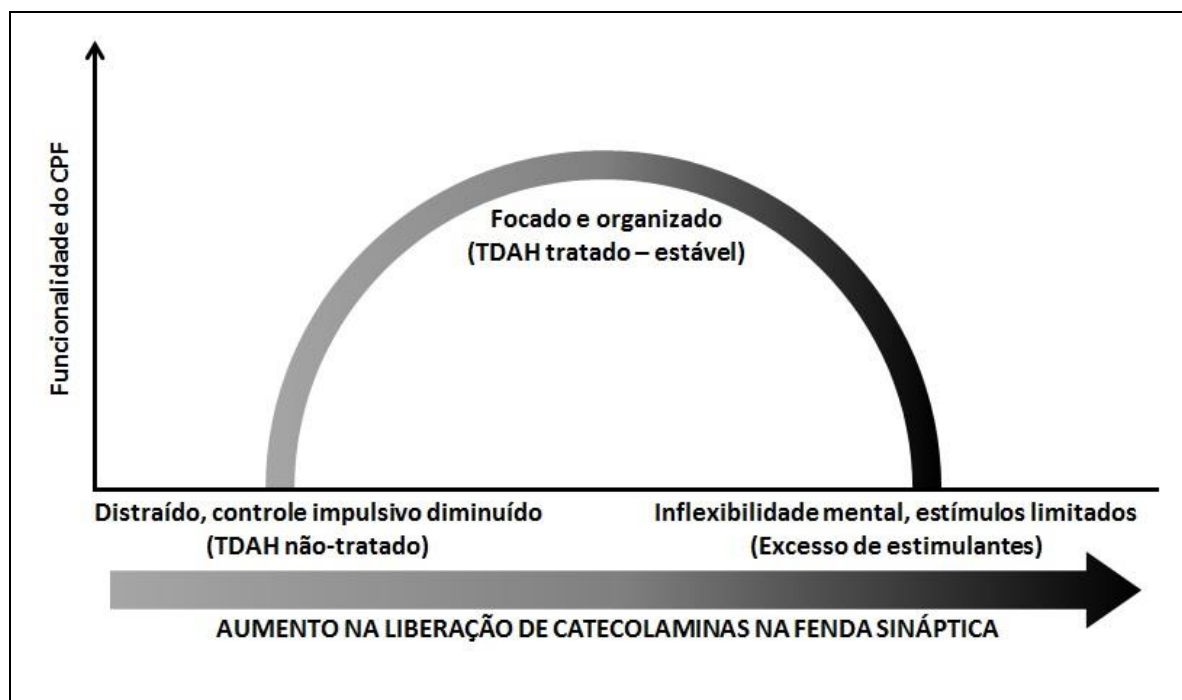 Funcionalidade do CPF
Focado e organizado
(TDAH tratado – estável)
Distraído, controle impulsivo diminuído
(TDAH não-tratado)
Inflexibilidade mental, estímulos limitados
(Excesso de estimulantes)
AUMENTO NA LIBERAÇÃO DE CATECOLAMINAS NA FENDA SINÁPTICA